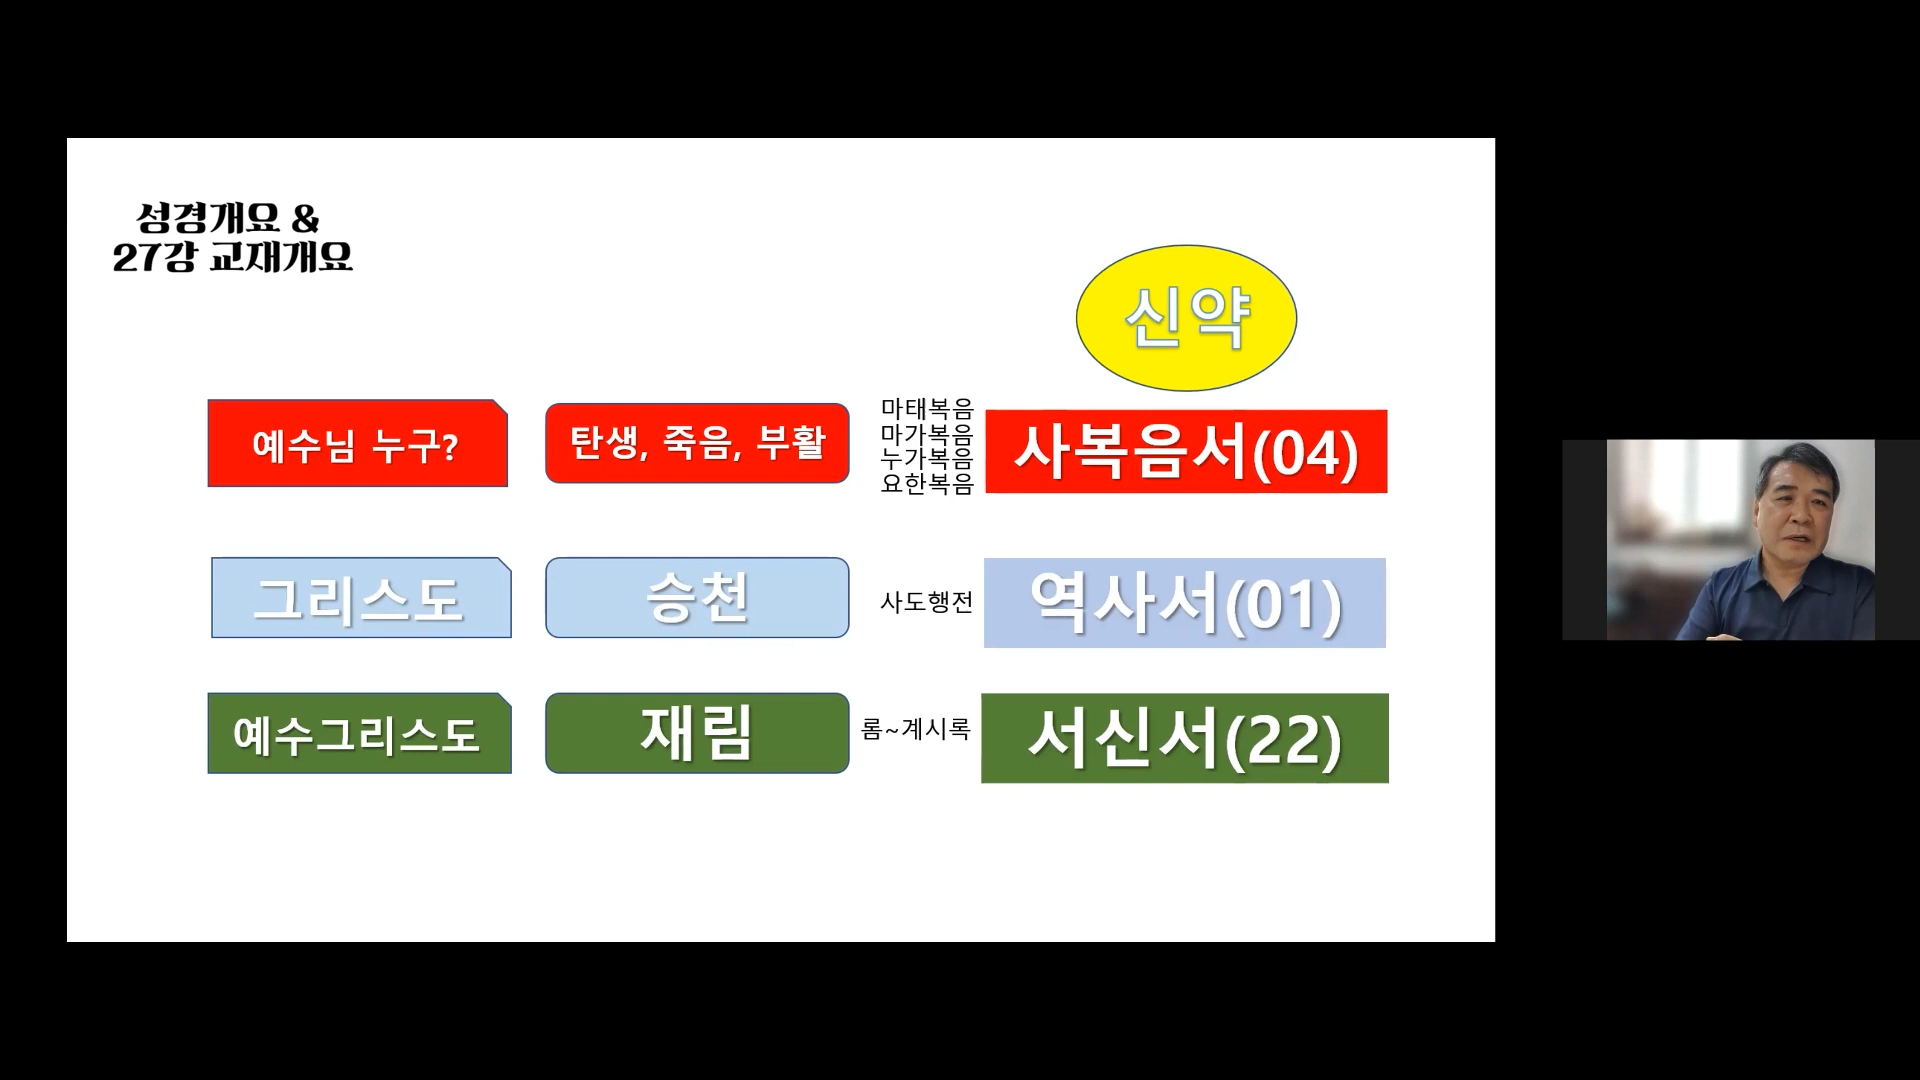 성경개요 &
27강 교재개요
신약
예수님 누구?
탄생, 죽음, 부활
마태복음
마가복음
누가복음
요한복음
사복음서(04)
그리스도
승천
사도행전
역사서(01)
예수그리스도
재림
롬~계시록
서신서(22)